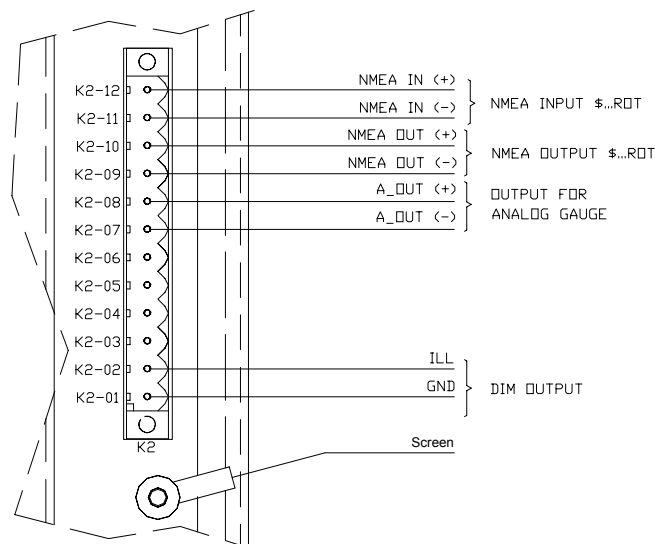 K2-12 NMEA IN (+)
K2-11 NMEA IN (-)
NMEA INPUT $...ROT
K2-10 NMEA OUT (+)
K2-09 NMEA OUT (-)
NMEA OUTPUT $...ROT
K2-08 A_OUT (+)
K2-07 A_OUT (-)
OUTPUT FOR
ANALOG GAUGE
K2-06
K2-05
K2-04
K2-03
K2-02 ILL
K2-01 GND
DIM OUTPUT
K2
Screen